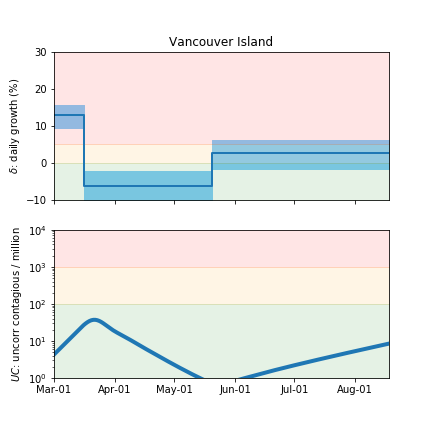 Vancouver Island
δ: daily growth (%)
30
20
10
0
−10
UC: uncorr contagious / million
10⁴
10³
10²
10¹
10⁰
Mar-01 Apr-01 May-01 Jun-01 Jul-01 Aug-01